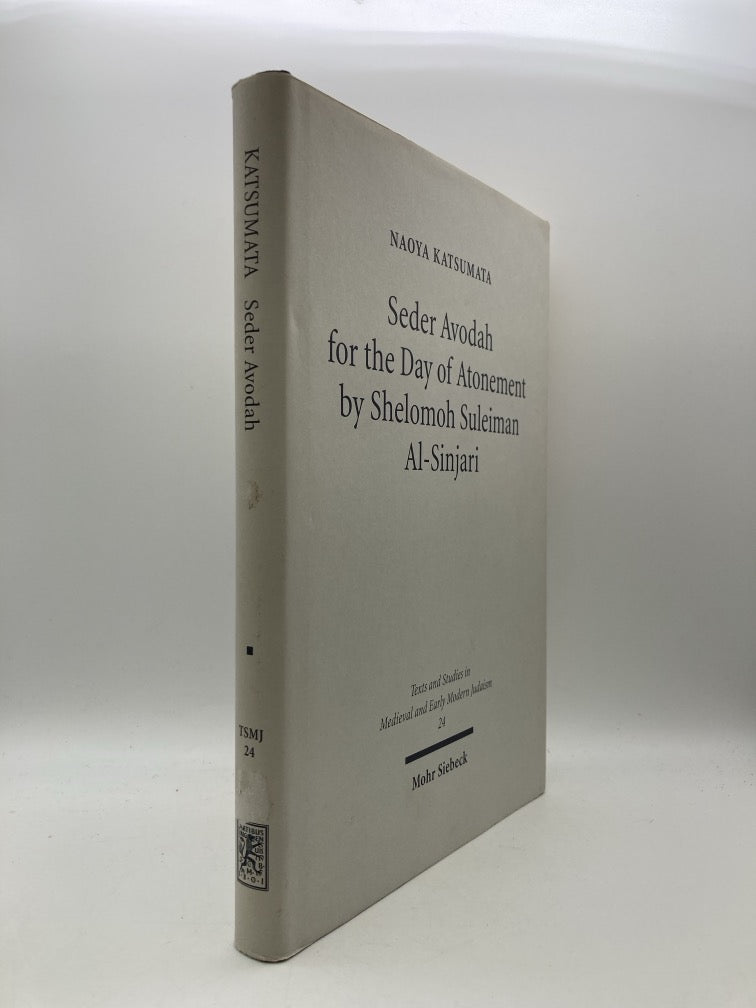 KATSUMATA Seder Avodah
TSMJ
24
NAOYA KATSUMATA
Seder Avodah
for the Day of Atonement
by Shelomoh Suleiman
Al-Sinjari
Texts and Studies in
Medieval and Early Modern Judaism
24
Mohr Siebeck
ARTIBUS